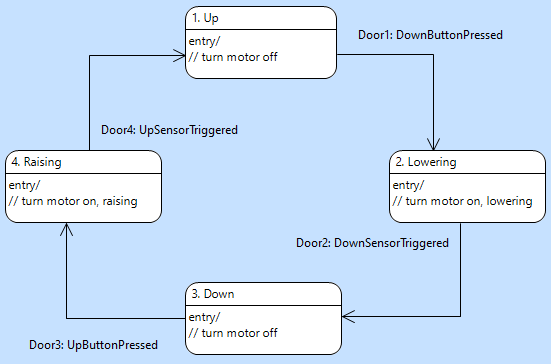 1. Up
entry/
// turn motor off
Door1: DownButtonPressed
Door4: UpSensorTriggered
4. Raising
entry/
// turn motor on, raising
2. Lowering
entry/
// turn motor on, lowering
Door2: DownSensorTriggered
3. Down
entry/
// turn motor off
Door3: UpButtonPressed